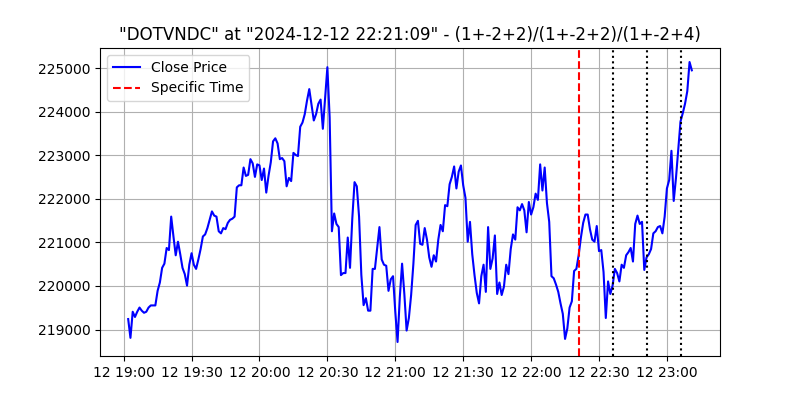 "DOTVNDC" at "2024-12-12 22:21:09" - (1+-2+2)/(1+-2+2)/(1+-2+4)
Close Price
Specific Time
225000
224000
223000
222000
221000
220000
219000
12 19:00 12 19:30 12 20:00 12 20:30 12 21:00 12 21:30 12 22:00 12 22:30 12 23:00